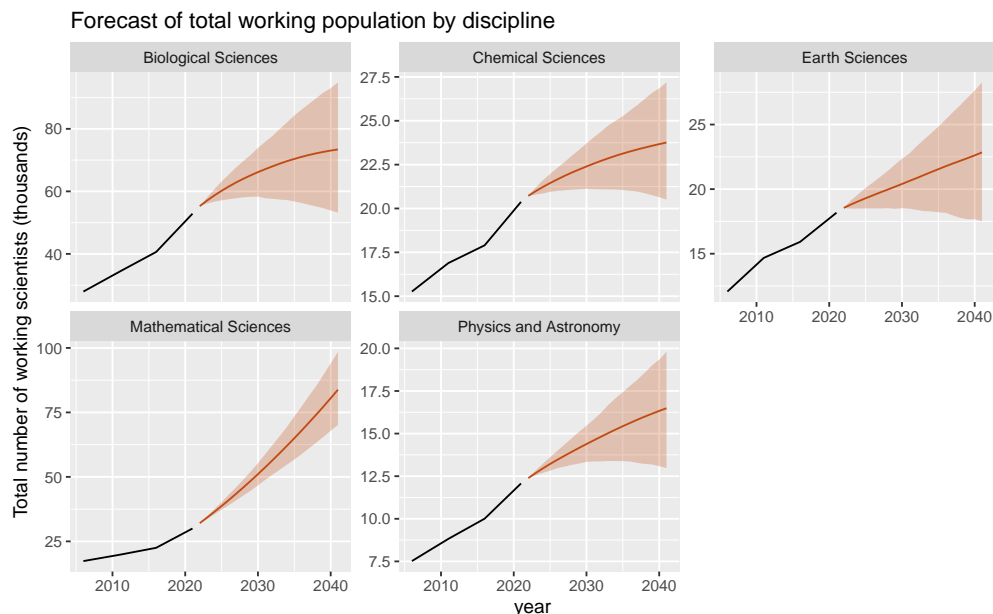 Forecast of total working population by discipline
Biological Sciences
Chemical Sciences
Earth Sciences
80
60
40
27.5
25.0
22.5
20.0
17.5
15.0
25
20
15
2010 2020 2030 2040
Mathematical Sciences
Physics and Astronomy
100
75
50
25
20.0
17.5
15.0
12.5
10.0
7.5
2010 2020 2030 2040
2010 2020 2030 2040
year
Total number of working scientists (thousands)